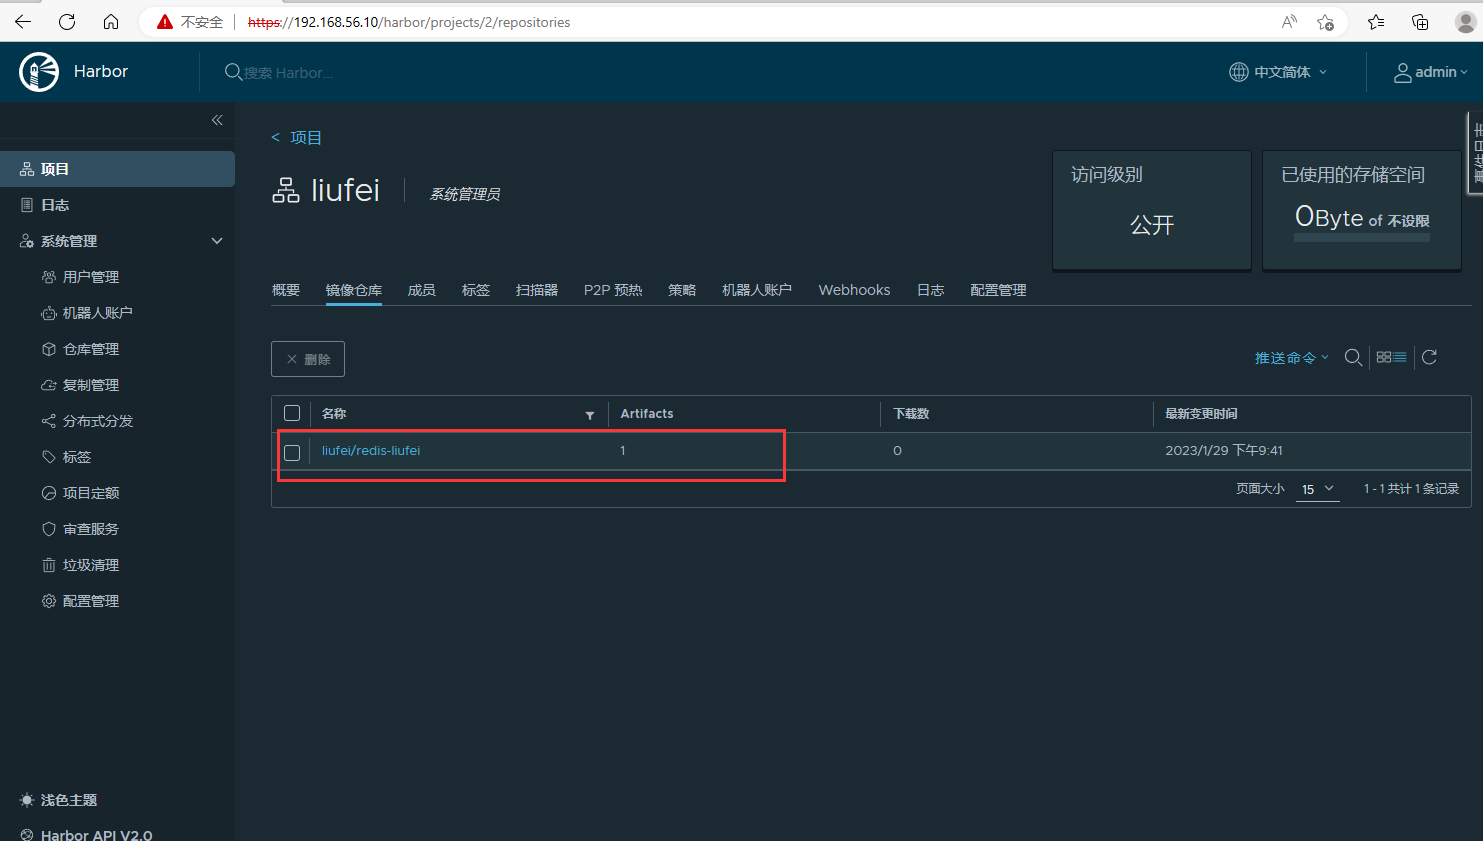 不安全 https://192.168.56.10/harbor/projects/2/repositories
Harbor
搜索 Harbor...
中文简体
admin
项目
日志
系统管理
用户管理
机器人账户
仓库管理
复制管理
分布式分发
标签
项目定额
审查服务
垃圾清理
配置管理
浅色主题
Harbor API V2.0
< 项目
liufei
系统管理员
访问级别
公开
已使用的存储空间
0Byte of 不设限
事件日志
概要 镜像仓库 成员 标签 扫描器 P2P 预热 策略 机器人账户 Webhooks 日志 配置管理
删除
推送命令
名称 Artifacts 下载数 最新变更时间
liufei/redis-liufei 1 0 2023/1/29 下午9:41
页面大小 15 1 - 1 共计 1 条记录